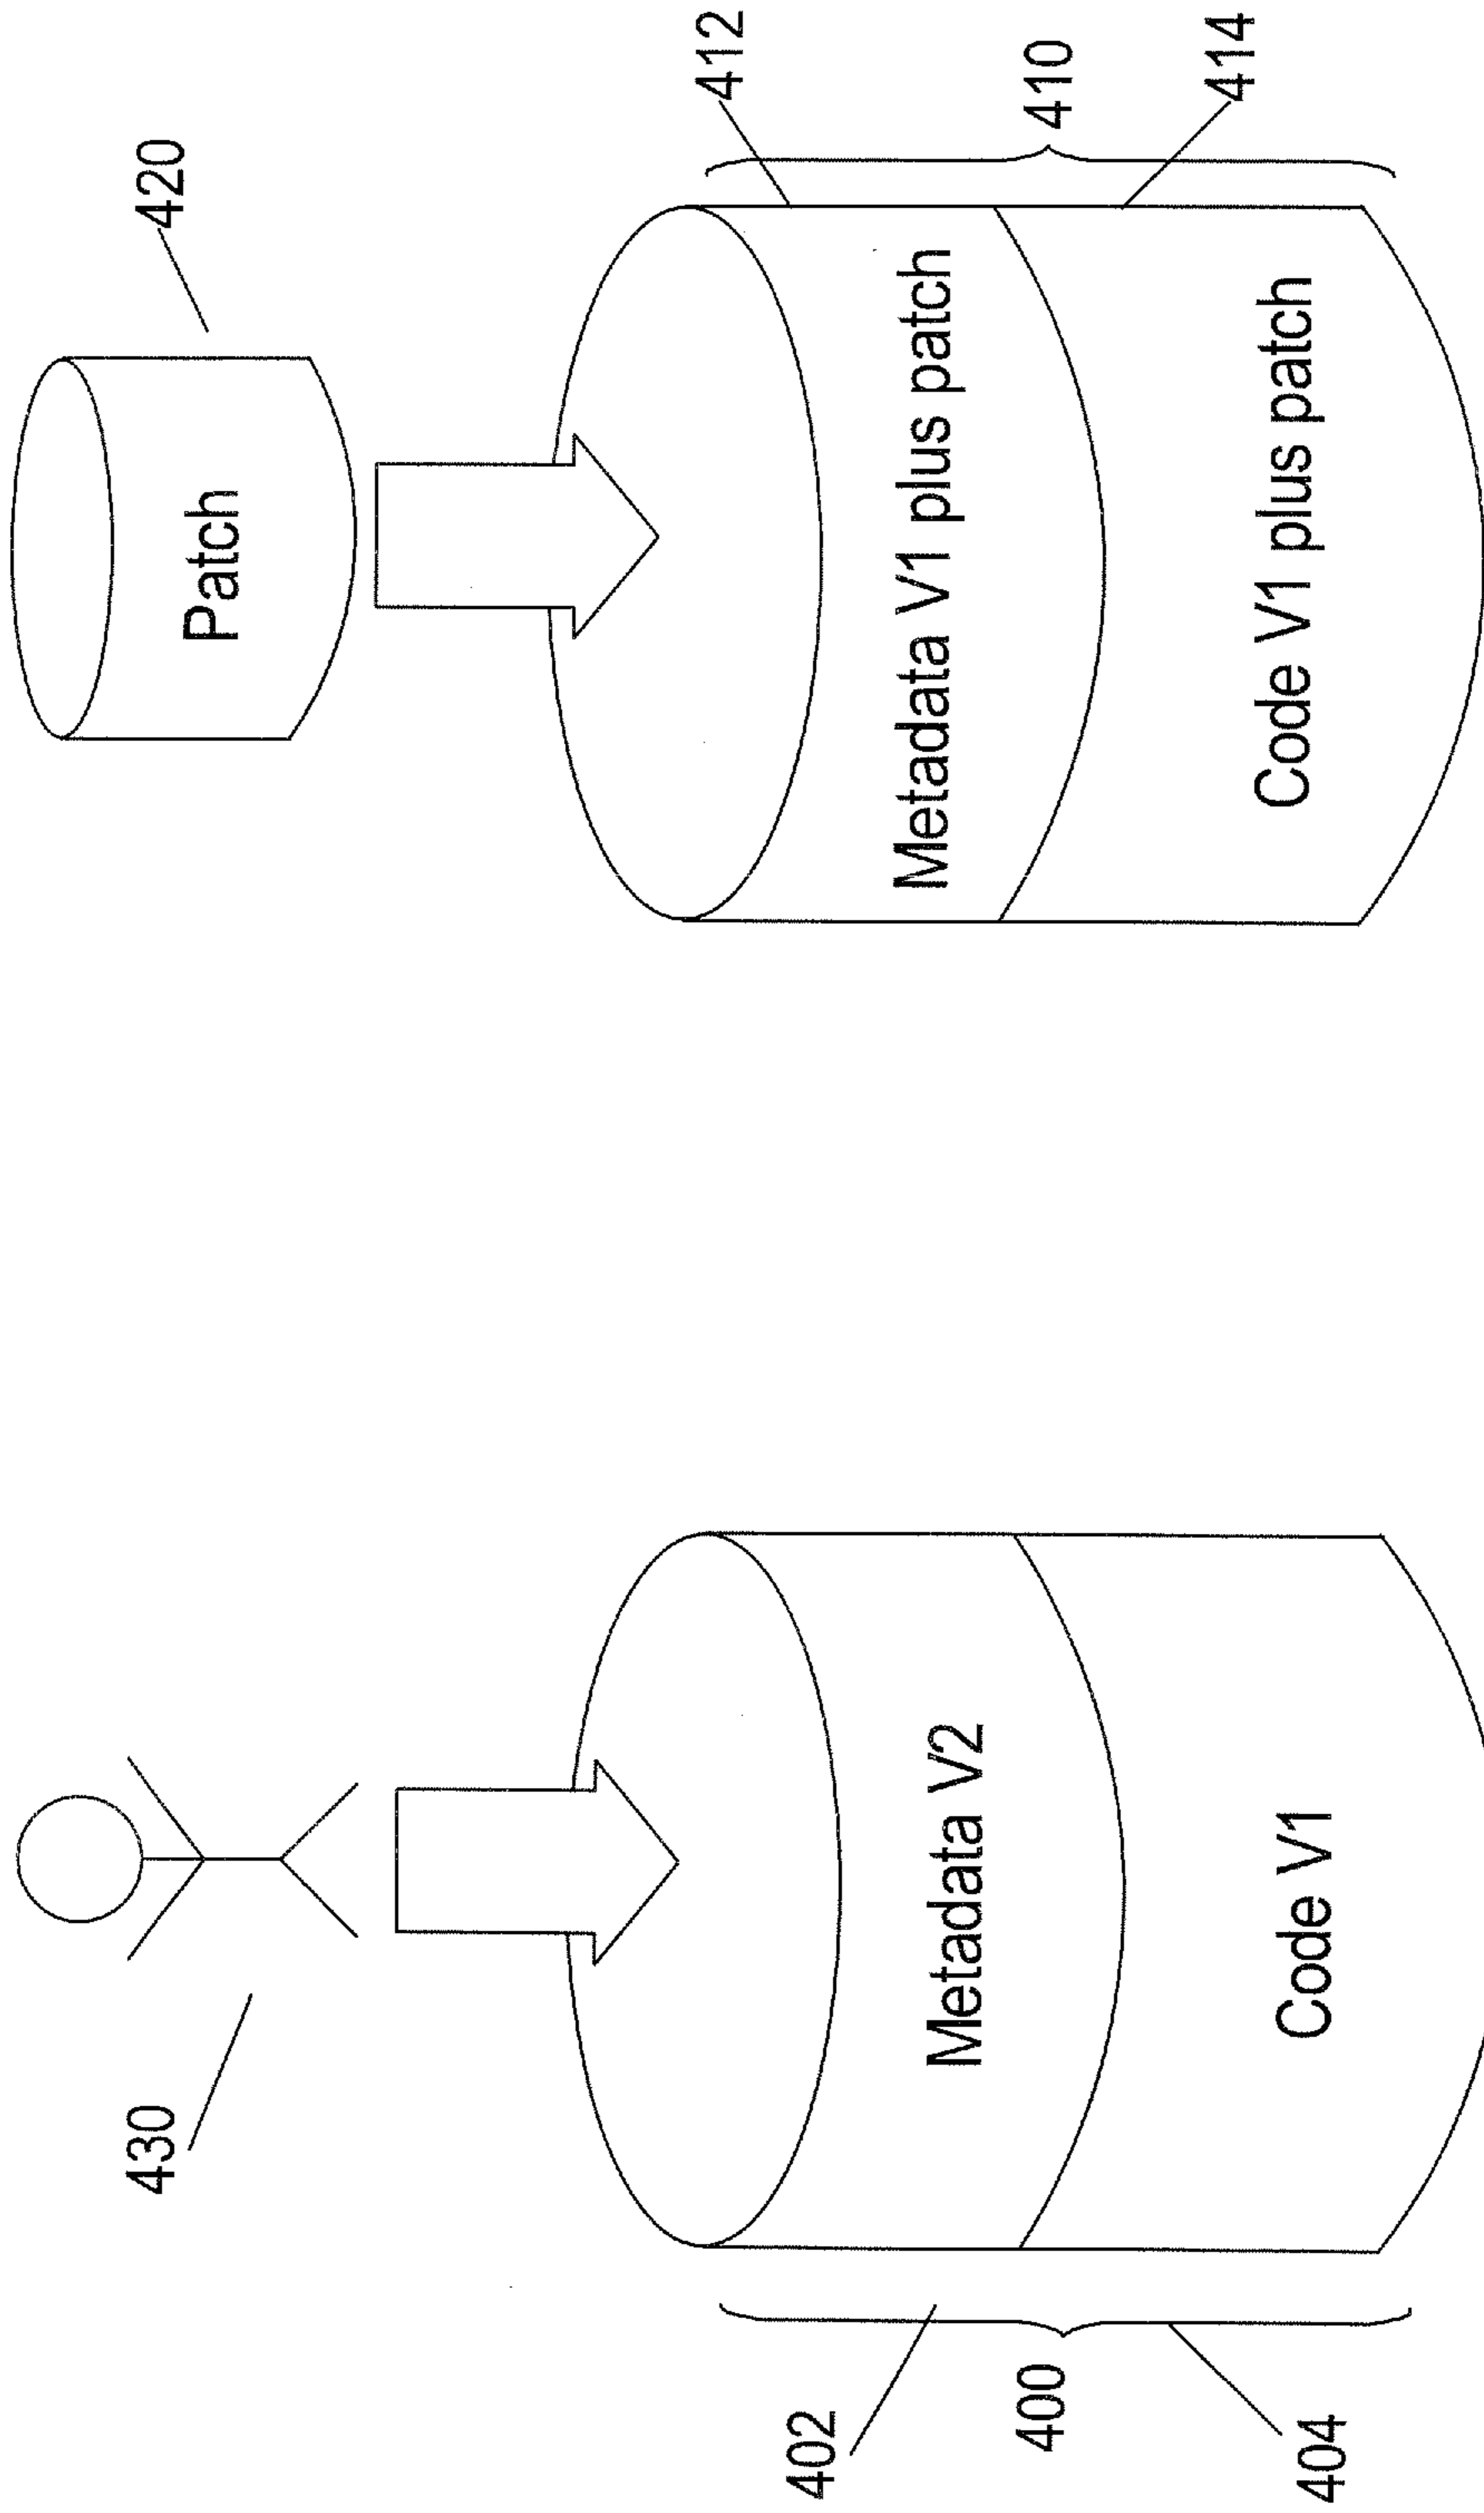 430
420
Patch
402
400
404
Metadata V2
Code V1
Metadata V1 plus patch
Code V1 plus patch
412
410
414